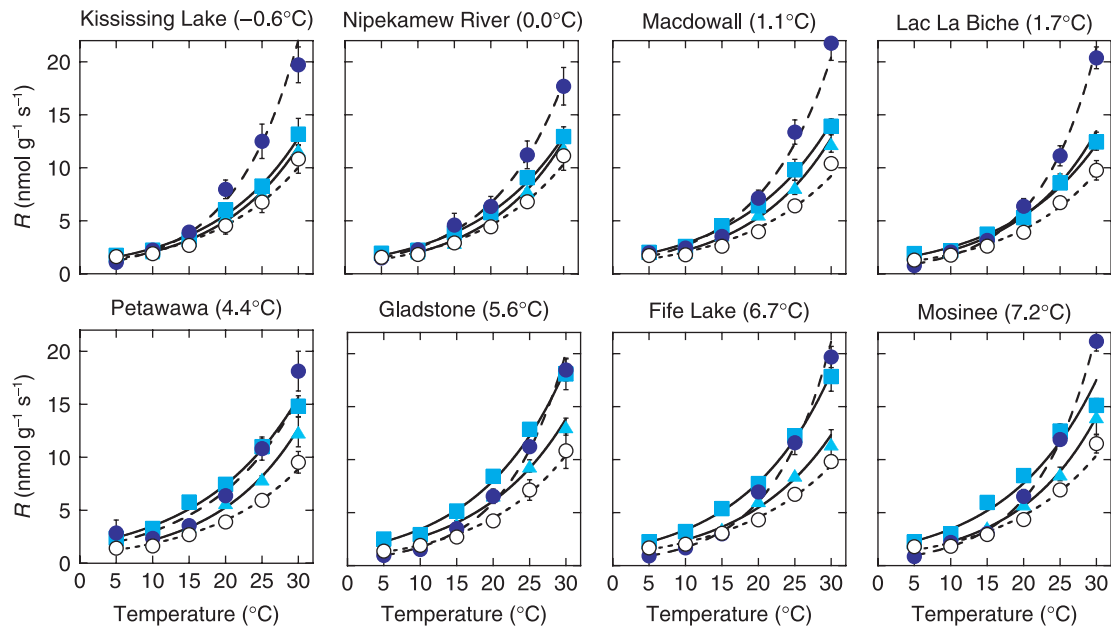 Kississing Lake (−0.6°C) Nipekamew River (0.0°C) Macdowall (1.1°C) Lac La Biche (1.7°C)
20
15
10
5
0
R (nmol g⁻¹ s⁻¹)
Petawawa (4.4°C) Gladstone (5.6°C) Fife Lake (6.7°C) Mosinee (7.2°C)
20
15
10
5
0
R (nmol g⁻¹ s⁻¹)
5 10 15 20 25 30 0 5 10 15 20 25 30 0 5 10 15 20 25 30 0 5 10 15 20 25 30
Temperature (°C) Temperature (°C) Temperature (°C) Temperature (°C)